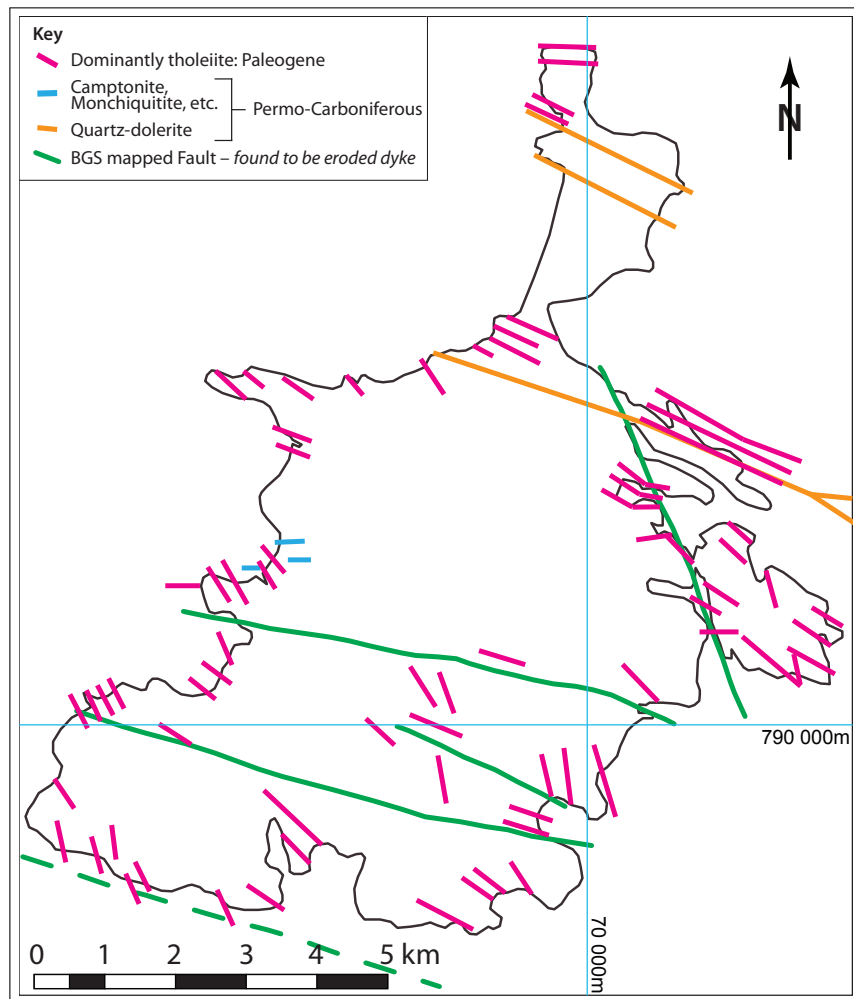 Key
Dominantly tholeiite: Paleogene
Camptonite,
Monchiquitite, etc.
Permo-Carboniferous
Quartz-dolerite
BGS mapped Fault – found to be eroded dyke
N
790 000m
70 000m
0 1 2 3 4 5 km